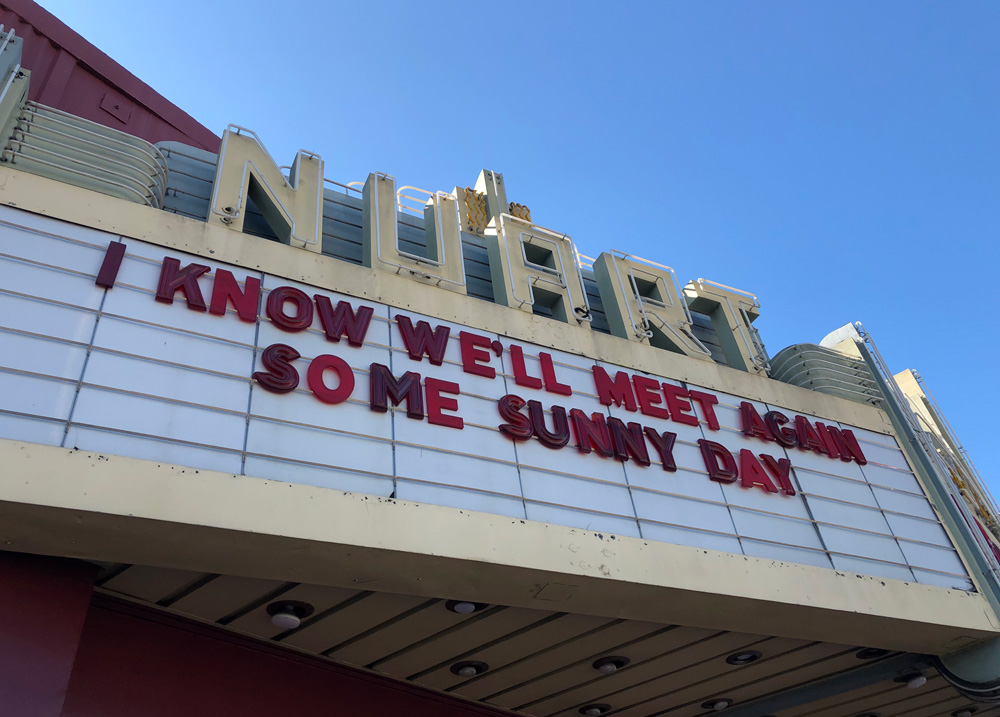 NUART
I KNOW WE'LL MEET AGAIN
SOME SUNNY DAY